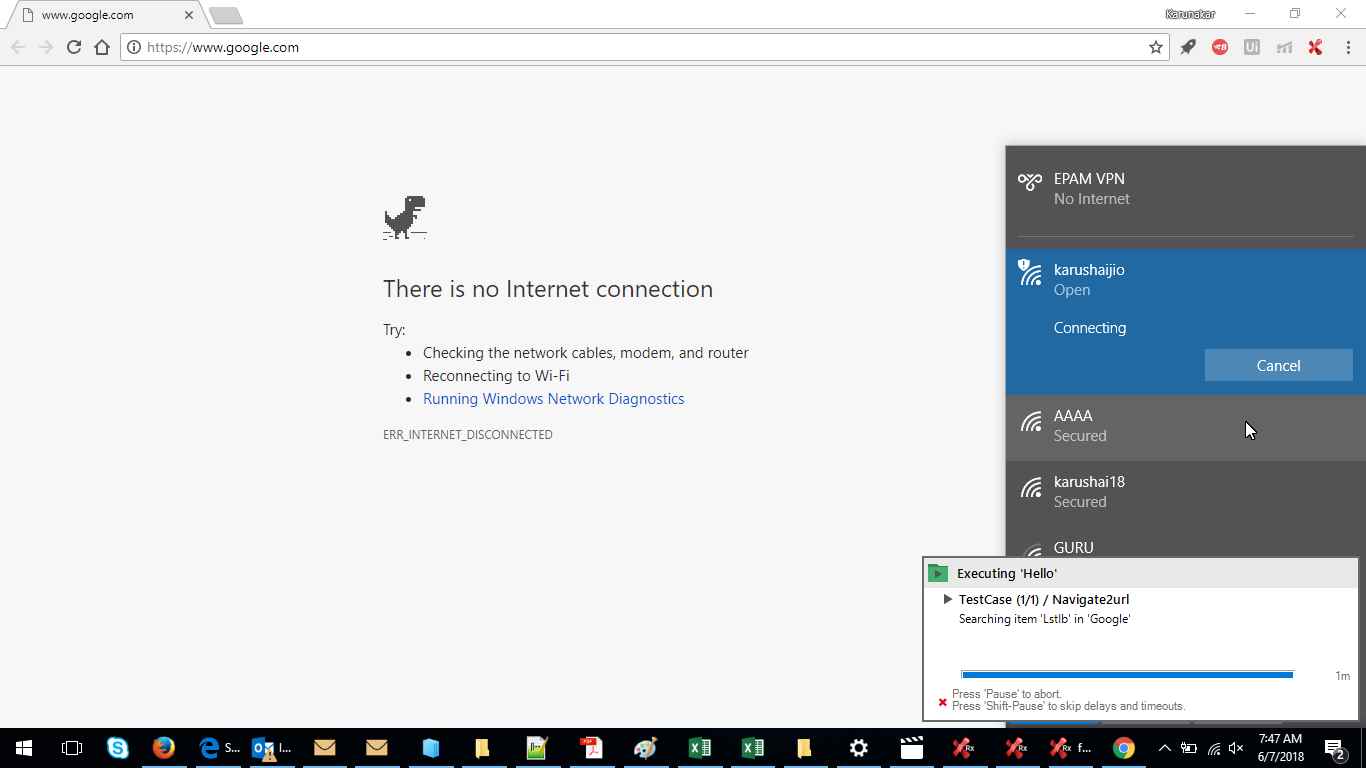 www.google.com
Karunakar
https://www.google.com
There is no Internet connection
Try:
Checking the network cables, modem, and router
Reconnecting to Wi-Fi
Running Windows Network Diagnostics
ERR_INTERNET_DISCONNECTED
EPAM VPN
No Internet
karushaijio
Open
Connecting
Cancel
AAAA
Secured
karushai18
Secured
GURU
Executing 'Hello'
TestCase (1/1) / Navigate2url
Searching item 'Lstlb' in 'Google'
1m
Press 'Pause' to abort.
Press 'Shift-Pause' to skip delays and timeouts.
S...
I...
f...
7:47 AM
6/7/2018
2